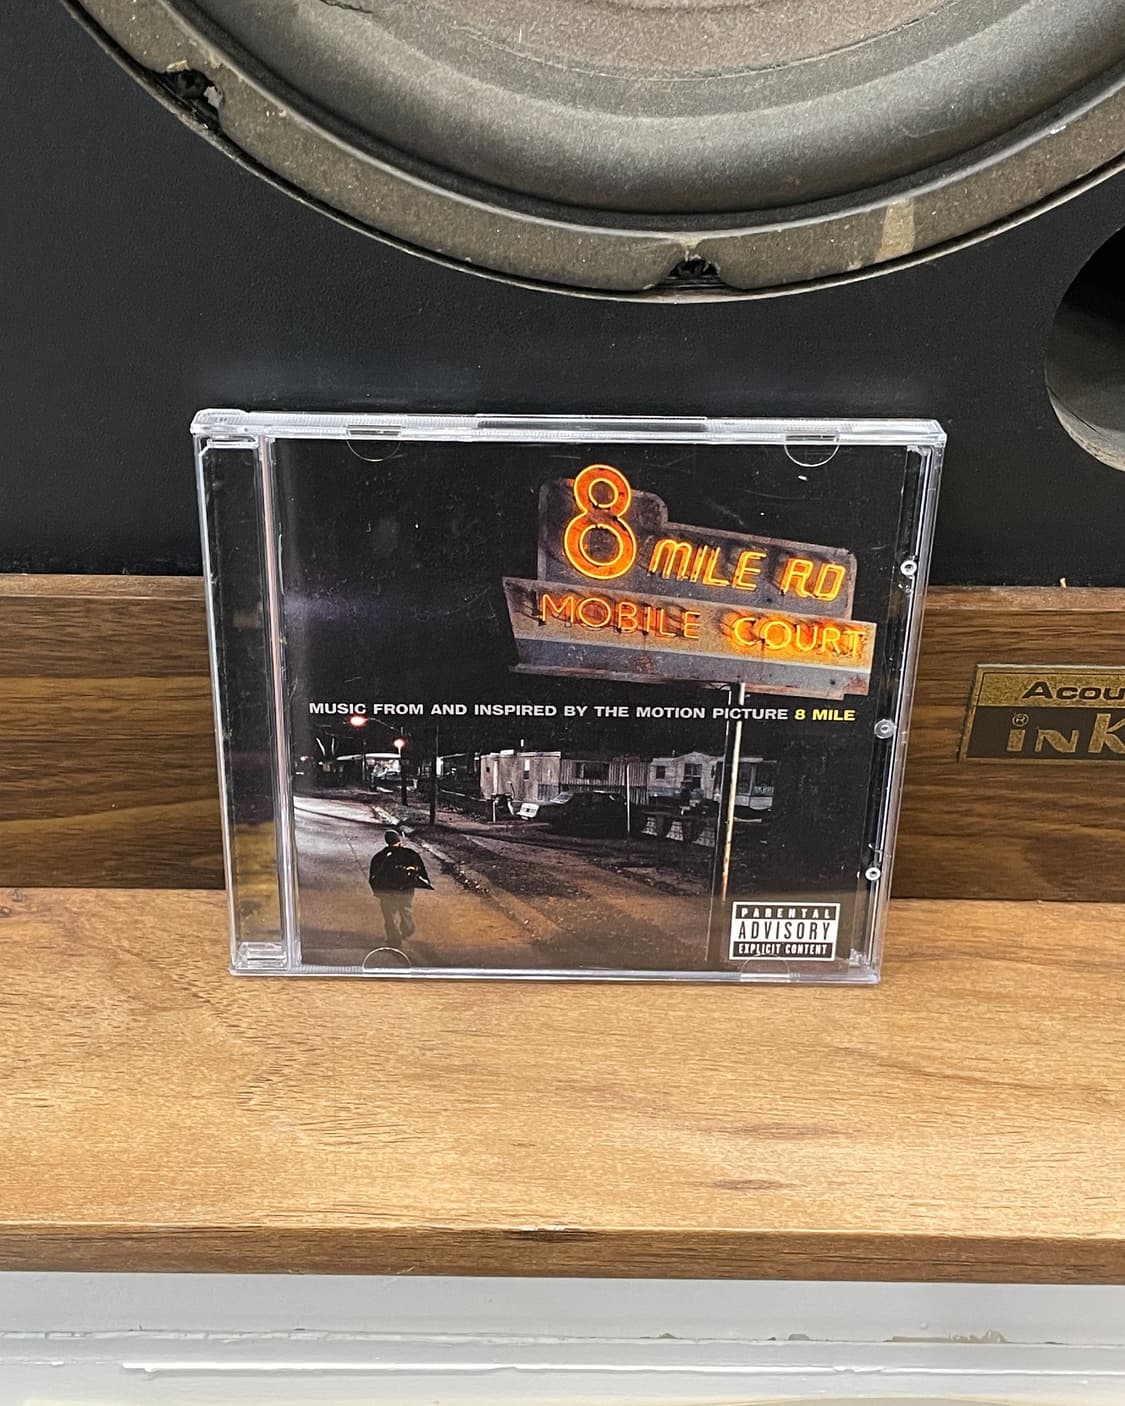 8 MILE RD
MOBILE COURT
MUSIC FROM AND INSPIRED BY THE MOTION PICTURE 8 MILE
PARENTAL
ADVISORY
EXPLICIT CONTENT